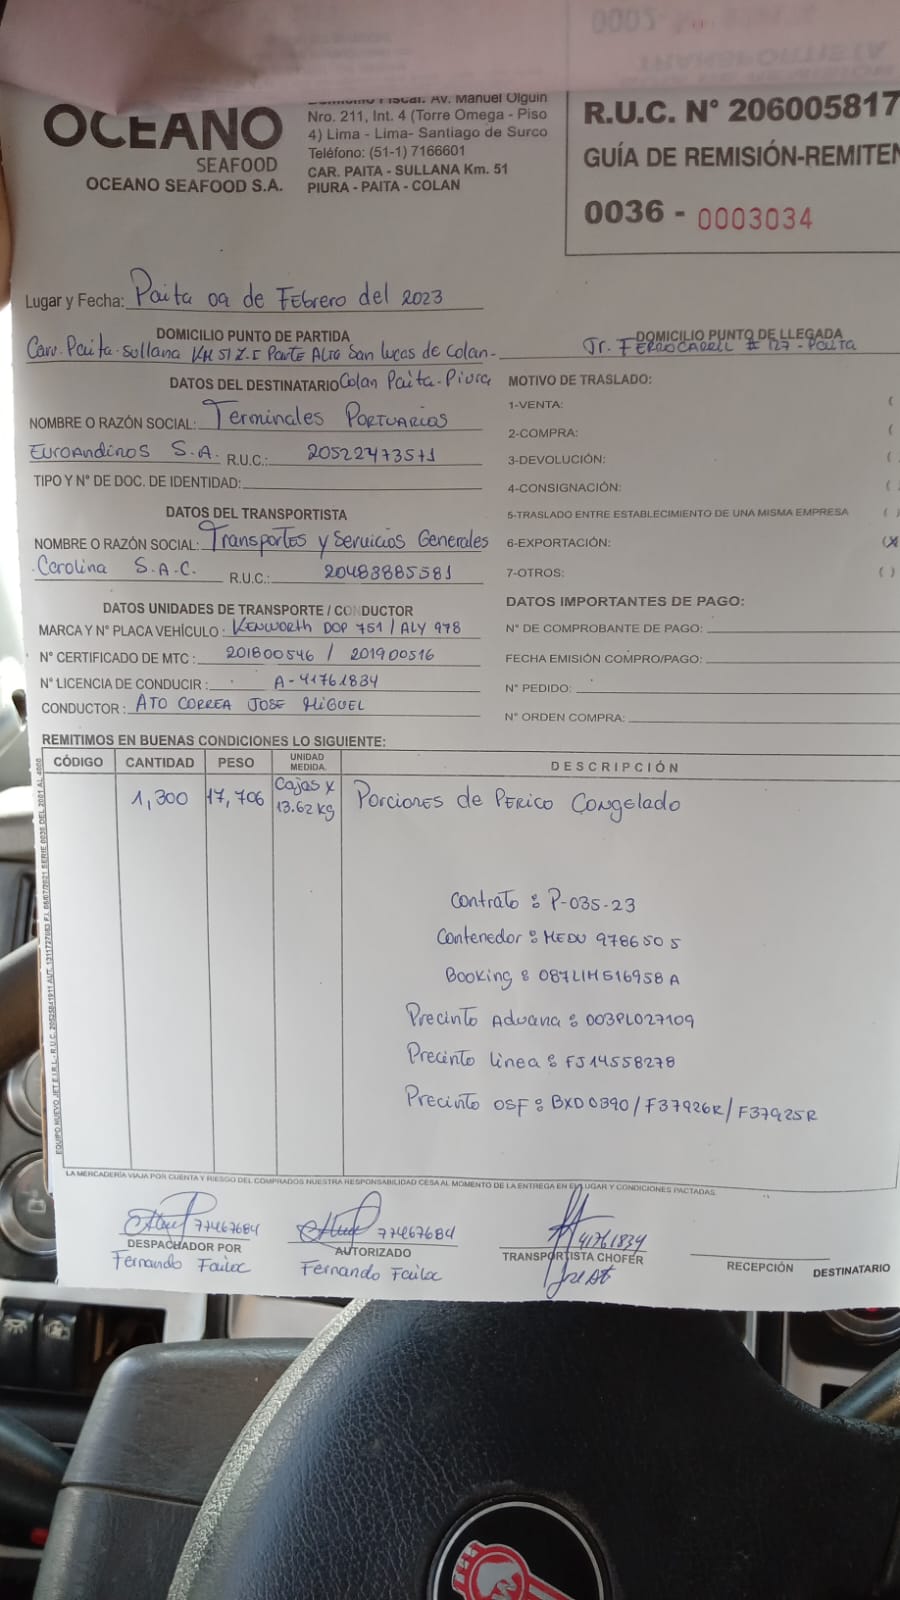 OCEANO
SEAFOOD
OCEANO SEAFOOD S.A.
Domicilio Fiscal: AV. Manuel Olguin
Nro. 211, Int. 4 (Torre Omega - Piso
4) Lima - Lima- Santiago de Surco
Teléfono: (51-1) 7166601
CAR. PAITA - SULLANA Km. 51
PIURA - PAITA - COLAN
R.U.C. N° 206005817
GUÍA DE REMISIÓN-REMITEN
0036 - 0003034
Lugar y Fecha: Paita 09 de Febrero del 2023
DOMICILIO PUNTO DE PARTIDA
Carr. Paita-Sullana KM 51 Z.I Parte Alta San Lucas de Colan-
Colan Paita-Piura
DOMICILIO PUNTO DE LLEGADA
Jr. FERROCARRIL # 127 - Paita
DATOS DEL DESTINATARIO
NOMBRE O RAZÓN SOCIAL: Terminales Portuarios
Euroandinos S.A. R.U.C.: 20522473571
TIPO Y N° DE DOC. DE IDENTIDAD:
DATOS DEL TRANSPORTISTA
NOMBRE O RAZÓN SOCIAL: Transportes y Servicios Generales
Carolina S.A.C. R.U.C.: 20483885581
DATOS UNIDADES DE TRANSPORTE / CONDUCTOR
MARCA Y N° PLACA VEHÍCULO: KENWORTH DOP 751 / ALY 978
N° CERTIFICADO DE MTC: 201800546 / 201900516
N° LICENCIA DE CONDUCIR: A-41761834
CONDUCTOR: ATO CORREA JOSE MIGUEL
MOTIVO DE TRASLADO:
1-VENTA: (
2-COMPRA: (
3-DEVOLUCIÓN: (
4-CONSIGNACIÓN: (
5-TRASLADO ENTRE ESTABLECIMIENTO DE UNA MISMA EMPRESA ( )
6-EXPORTACIÓN: (X
7-OTROS: ( )
DATOS IMPORTANTES DE PAGO:
N° DE COMPROBANTE DE PAGO:
FECHA EMISIÓN COMPRO/PAGO:
N° PEDIDO:
N° ORDEN COMPRA:
REMITIMOS EN BUENAS CONDICIONES LO SIGUIENTE:
CÓDIGO CANTIDAD PESO UNIDAD MEDIDA. DESCRIPCIÓN
1,300 17,706 Cajas x 13.62 kg Porciones de Perico Congelado
Contrato : P-035-23
Contenedor : MEDU 978650 5
Booking : 087LIM516958A
Precinto Aduana : 003PL027109
Precinto linea : FJ14558278
Precinto OSF : BXD0390 / F37926R / F37925R
LA MERCADERÍA VIAJA POR CUENTA Y RIESGO DEL COMPRADOS NUESTRA RESPONSABILIDAD CESA AL MOMENTO DE LA ENTREGA EN EL LUGAR Y CONDICIONES PACTADAS.
77467684
DESPACHADOR POR
Fernando Failoc
77467684
AUTORIZADO
Fernando Failoc
41761834
TRANSPORTISTA CHOFER
RECEPCIÓN DESTINATARIO